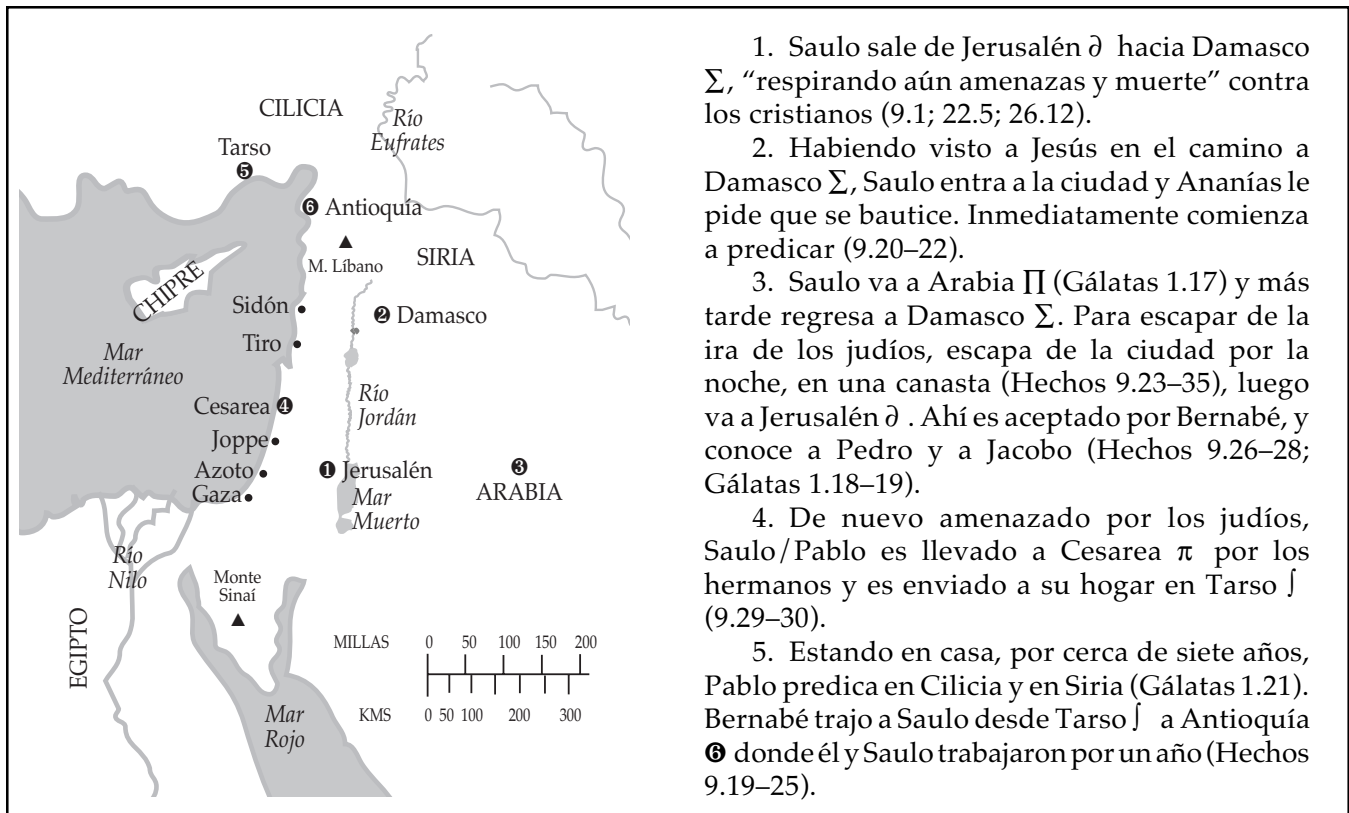 CILICIA
Río
Eufrates
Tarso
❺
❻ Antioquía
M. Líbano
SIRIA
CHIPRE
Sidón
❷ Damasco
Tiro
Mar
Mediterráneo
Río
Jordán
Cesarea ❹
Joppe
Azoto
❶ Jerusalén
❸
ARABIA
Gaza
Mar
Muerto
Río
Nilo
Monte
Sinaí
EGIPTO
MILLAS 0 50 100 150 200
KMS 0 50 100 200 300
Mar
Rojo
1. Saulo sale de Jerusalén ∂ hacia Damasco
∑, “respirando aún amenazas y muerte” contra
los cristianos (9.1; 22.5; 26.12).
2. Habiendo visto a Jesús en el camino a
Damasco ∑, Saulo entra a la ciudad y Ananías le
pide que se bautice. Inmediatamente comienza
a predicar (9.20–22).
3. Saulo va a Arabia ∏ (Gálatas 1.17) y más
tarde regresa a Damasco ∑. Para escapar de la
ira de los judíos, escapa de la ciudad por la
noche, en una canasta (Hechos 9.23–35), luego
va a Jerusalén ∂ . Ahí es aceptado por Bernabé, y
conoce a Pedro y a Jacobo (Hechos 9.26–28;
Gálatas 1.18–19).
4. De nuevo amenazado por los judíos,
Saulo/Pablo es llevado a Cesarea π por los
hermanos y es enviado a su hogar en Tarso ∫
(9.29–30).
5. Estando en casa, por cerca de siete años,
Pablo predica en Cilicia y en Siria (Gálatas 1.21).
Bernabé trajo a Saulo desde Tarso ∫ a Antioquía
❻ donde él y Saulo trabajaron por un año (Hechos
9.19–25).